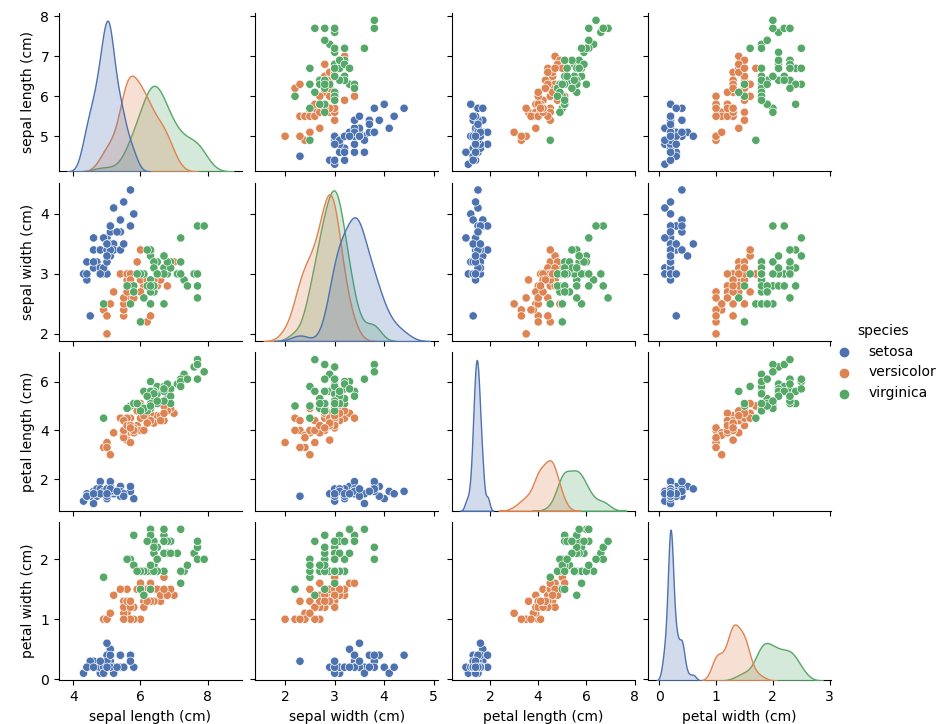 8
7
6
5
sepal length (cm)
4
3
2
sepal width (cm)
species
setosa
versicolor
virginica
6
4
2
petal length (cm)
2
1
0
petal width (cm)
4 6 8
2 3 4 5
2 4 6 8
0 1 2 3
sepal length (cm)
sepal width (cm)
petal length (cm)
petal width (cm)